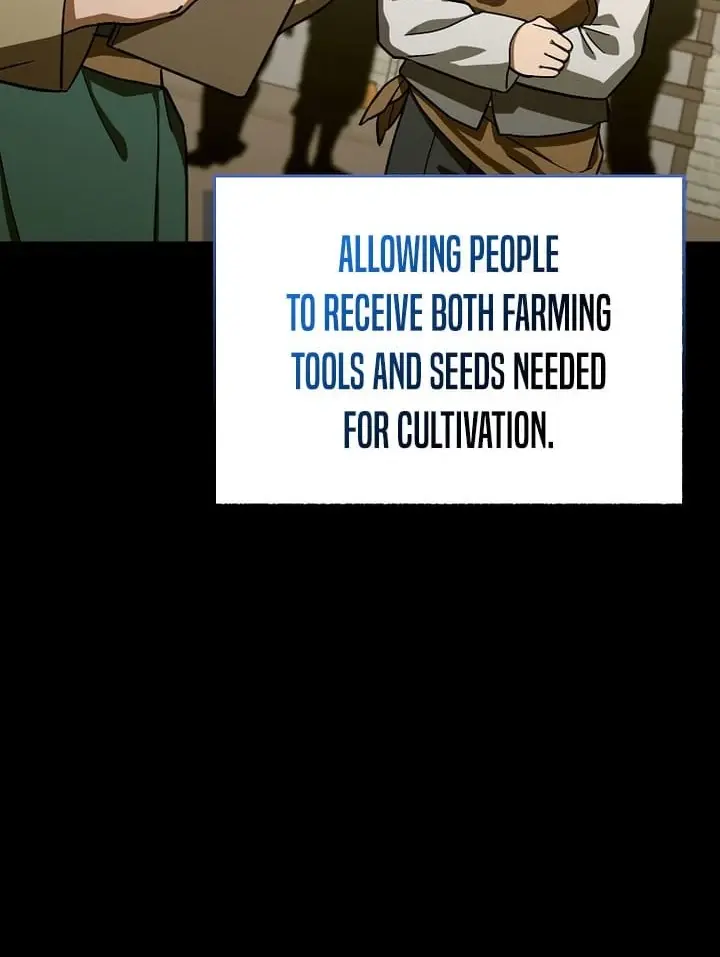 ALLOWING PEOPLE
TO RECEIVE BOTH FARMING
TOOLS AND SEEDS NEEDED
FOR CULTIVATION.